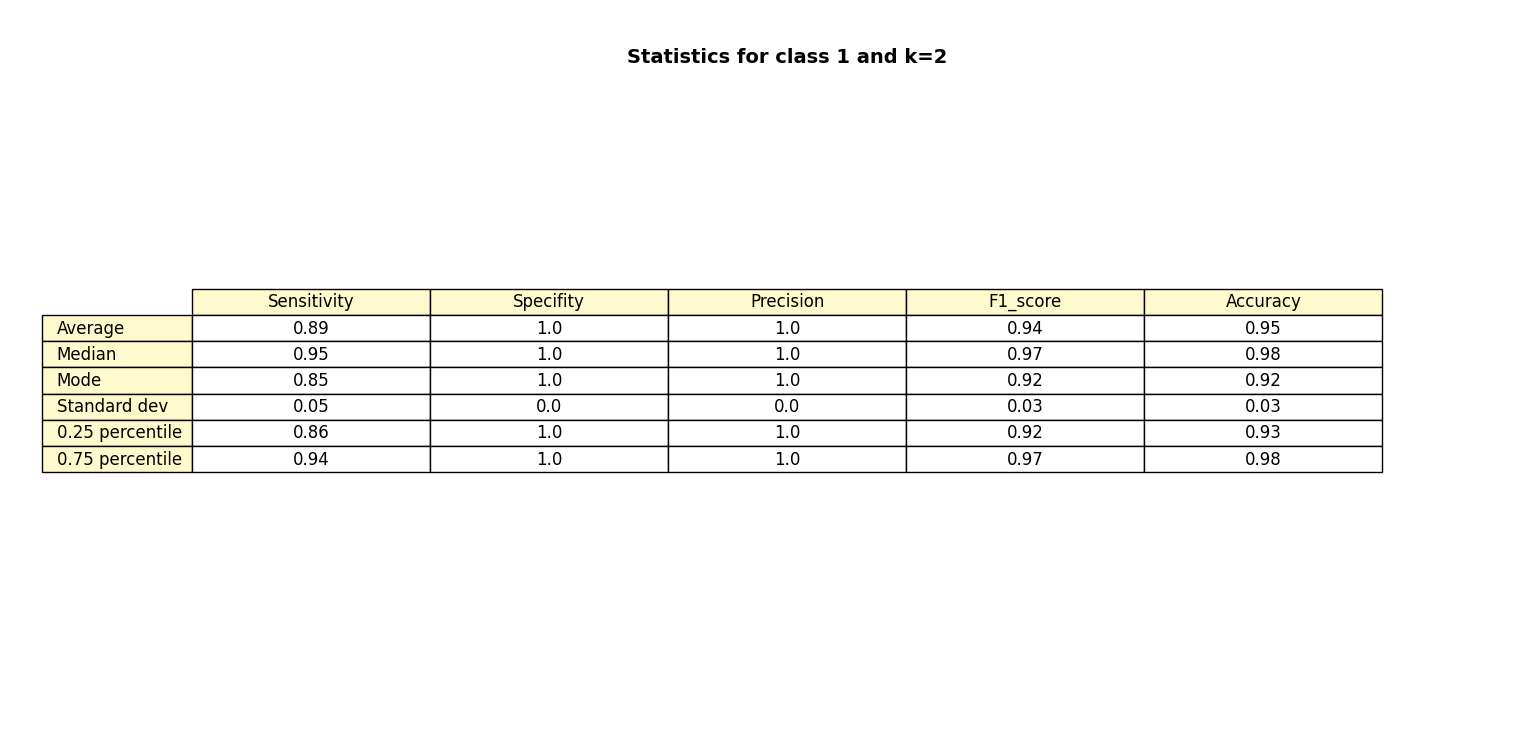 Statistics for class 1 and k=2
Sensitivity Specifity Precision F1_score Accuracy
Average 0.89 1.0 1.0 0.94 0.95
Median 0.95 1.0 1.0 0.97 0.98
Mode 0.85 1.0 1.0 0.92 0.92
Standard dev 0.05 0.0 0.0 0.03 0.03
0.25 percentile 0.86 1.0 1.0 0.92 0.93
0.75 percentile 0.94 1.0 1.0 0.97 0.98